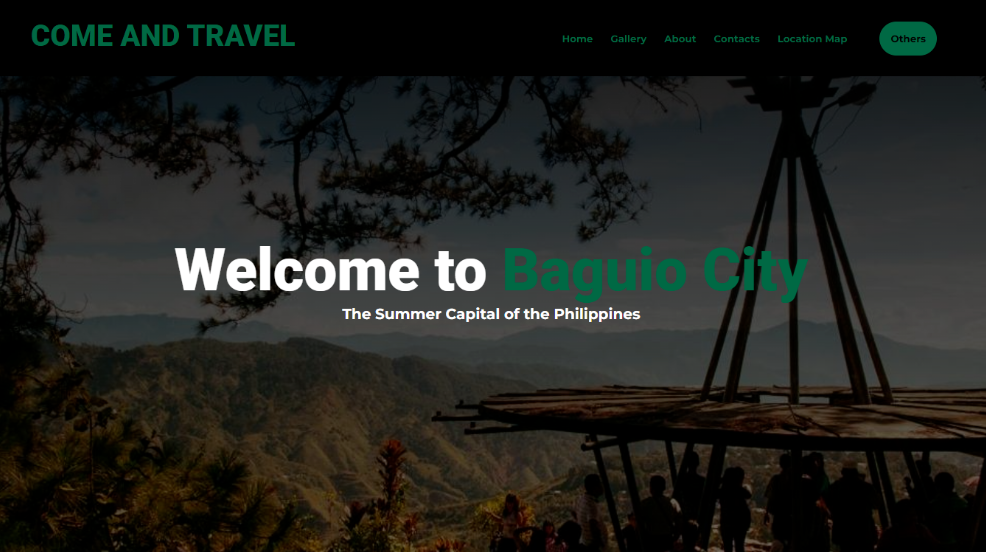 COME AND TRAVEL
Home Gallery About Contacts Location Map Others
Welcome to Baguio City
The Summer Capital of the Philippines